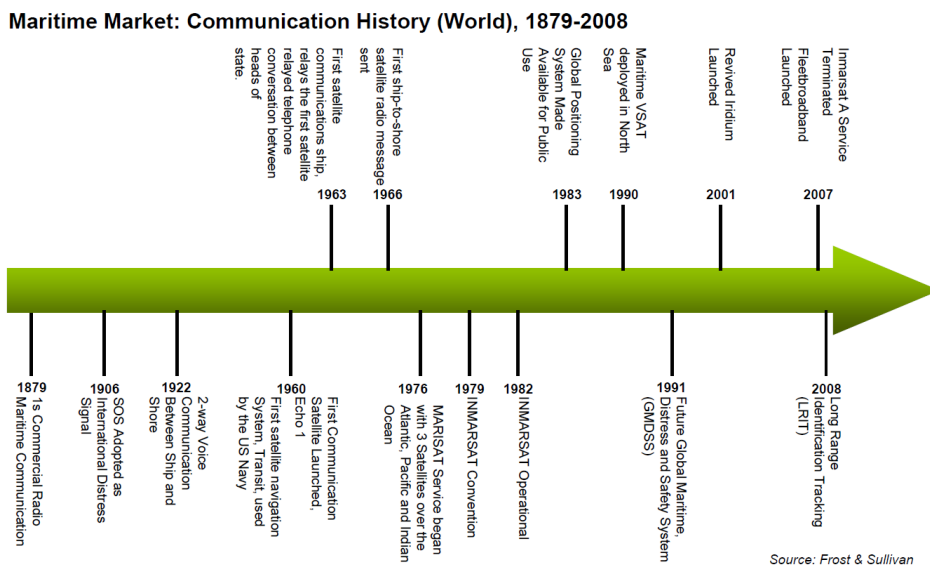 Maritime Market: Communication History (World), 1879-2008
First satellite
communications ship,
relays the first satellite
relayed telephone
conversation between
heads of
state.
1963
First ship-to-shore
satellite radio message
sent
1966
Global Positioning
System Made
Available for Public
Use
1983
Maritime VSAT
deployed in North
Sea
1990
Revived Iridium
Launched
2001
Inmarsat A Service
Terminated
Fleetbroadband
Launched
2007
1879
1s Commercial Radio
Maritime Communication
1906
SOS Adopted as
International Distress
Signal
1922
2-way Voice
Communication
Between Ship and
Shore
1960
First Communication
Satellite Launched,
Echo 1
First satellite navigation
System, Transit, used
by the US Navy
1976
MARISAT Service began
with 3 Satellites over the
Atlantic, Pacific and Indian
Ocean
1979
INMARSAT Convention
1982
INMARSAT Operational
1991
Future Global Maritime,
Distress and Safety System
(GMDSS)
2008
Long Range
Identification Tracking
(LRIT)
Source: Frost & Sullivan